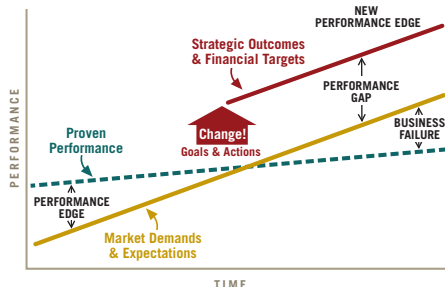 NEW
PERFORMANCE EDGE
Strategic Outcomes
& Financial Targets
PERFORMANCE
GAP
BUSINESS
FAILURE
Change!
Goals & Actions
Proven
Performance
PERFORMANCE
EDGE
Market Demands
& Expectations
PERFORMANCE
TIME